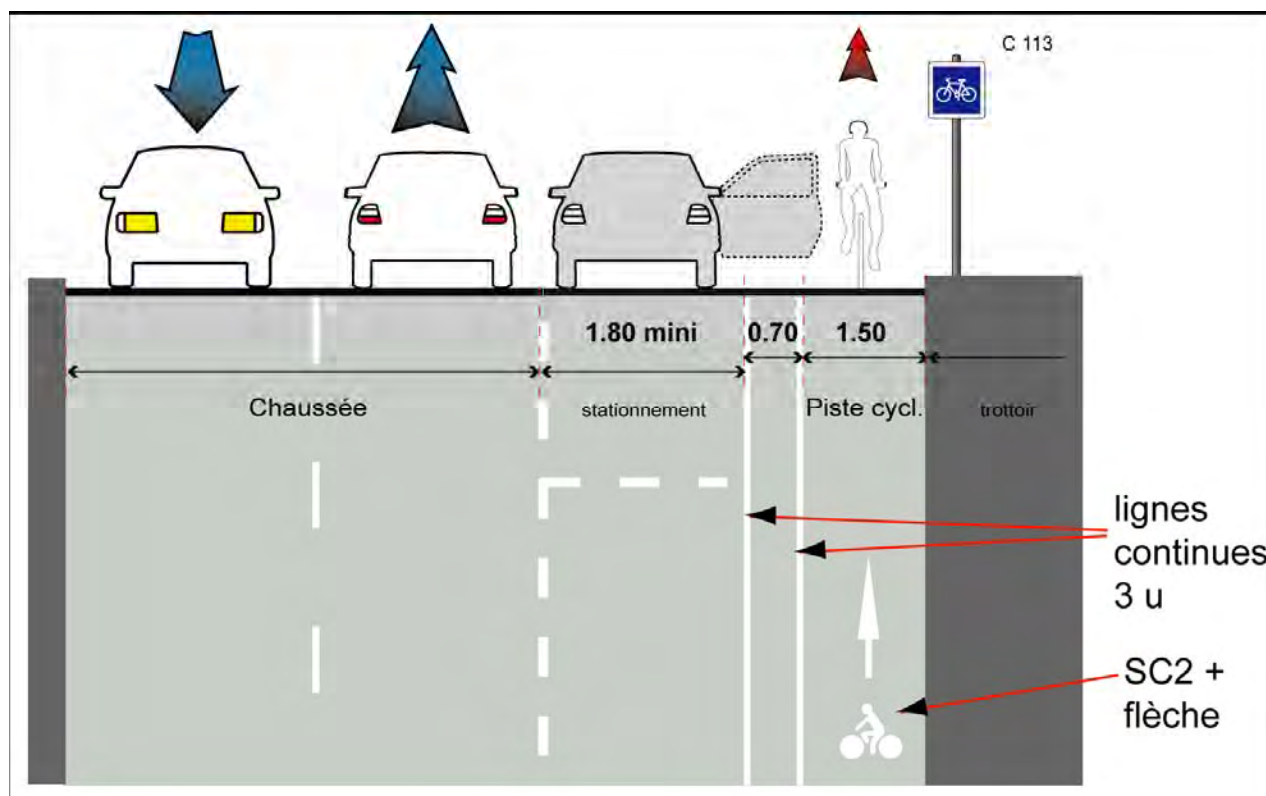 C 113
1.80 mini
0.70
1.50
Chaussée
stationnement
Piste cycl.
trottoir
lignes
continues
3 u
SC2 +
flèche